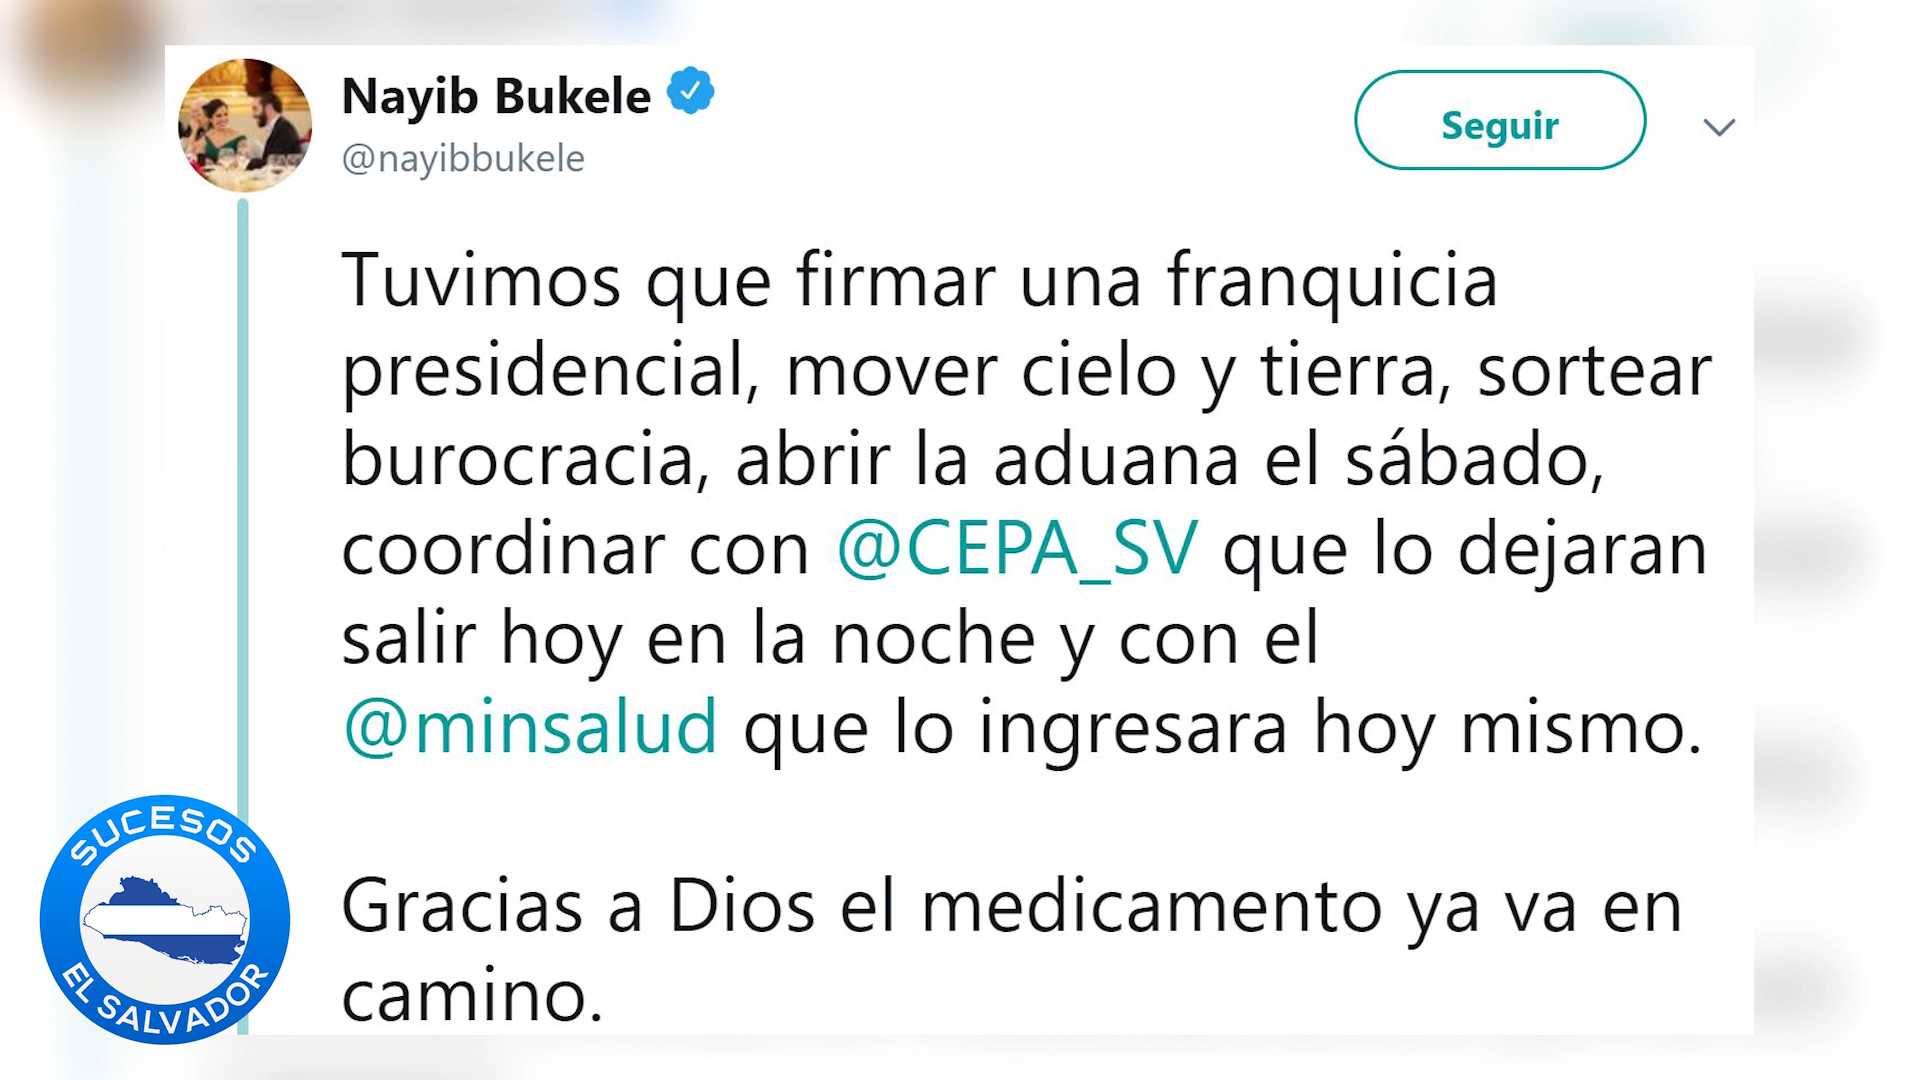 Nayib Bukele
@nayibbukele
Seguir
Tuvimos que firmar una franquicia
presidencial, mover cielo y tierra, sortear
burocracia, abrir la aduana el sábado,
coordinar con @CEPA_SV que lo dejaran
salir hoy en la noche y con el
@minsalud que lo ingresara hoy mismo.
Gracias a Dios el medicamento ya va en
camino.
SUCESOS
EL SALVADOR